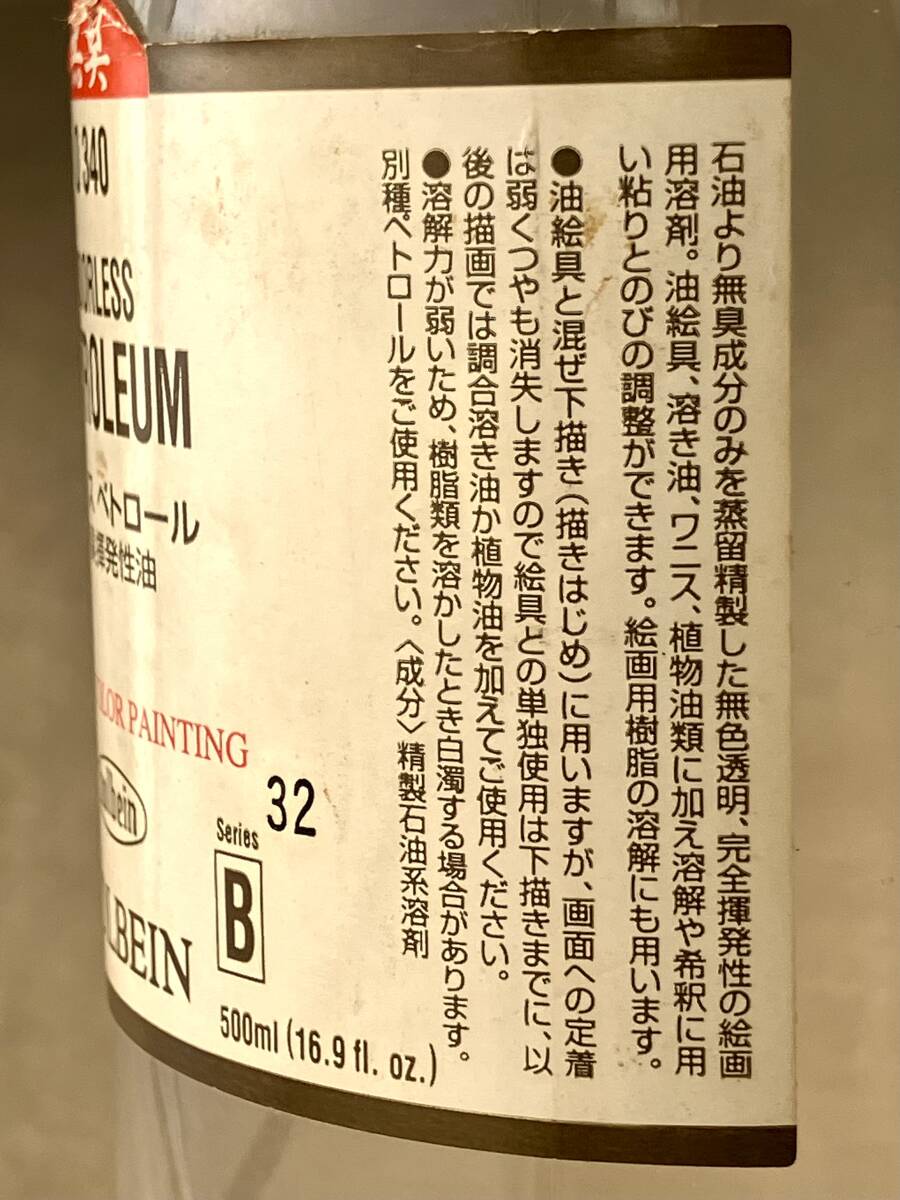 340
ORLESS
OLEUM
ペトロール
発性油
OLOR PAINTING
lbein
LBEIN
Series 32
B
500ml (16.9 fl. oz.)
石油より無臭成分のみを蒸留精製した無色透明、完全揮発性の絵画
用溶剤。油絵具、溶き油、ワニス、植物油類に加え溶解や希釈に用
い粘りとのびの調整ができます。絵画用樹脂の溶解にも用います。
●油絵具と混ぜ下描き(描きはじめ)に用いますが、画面への定着
は弱くつやも消失しますので絵具との単独使用は下描きまでに、以
後の描画では調合溶き油か植物油を加えてご使用ください。
●溶解力が弱いため、樹脂類を溶かしたとき白濁する場合があります。
別種ペトロールをご使用ください。〈成分〉精製石油系溶剤